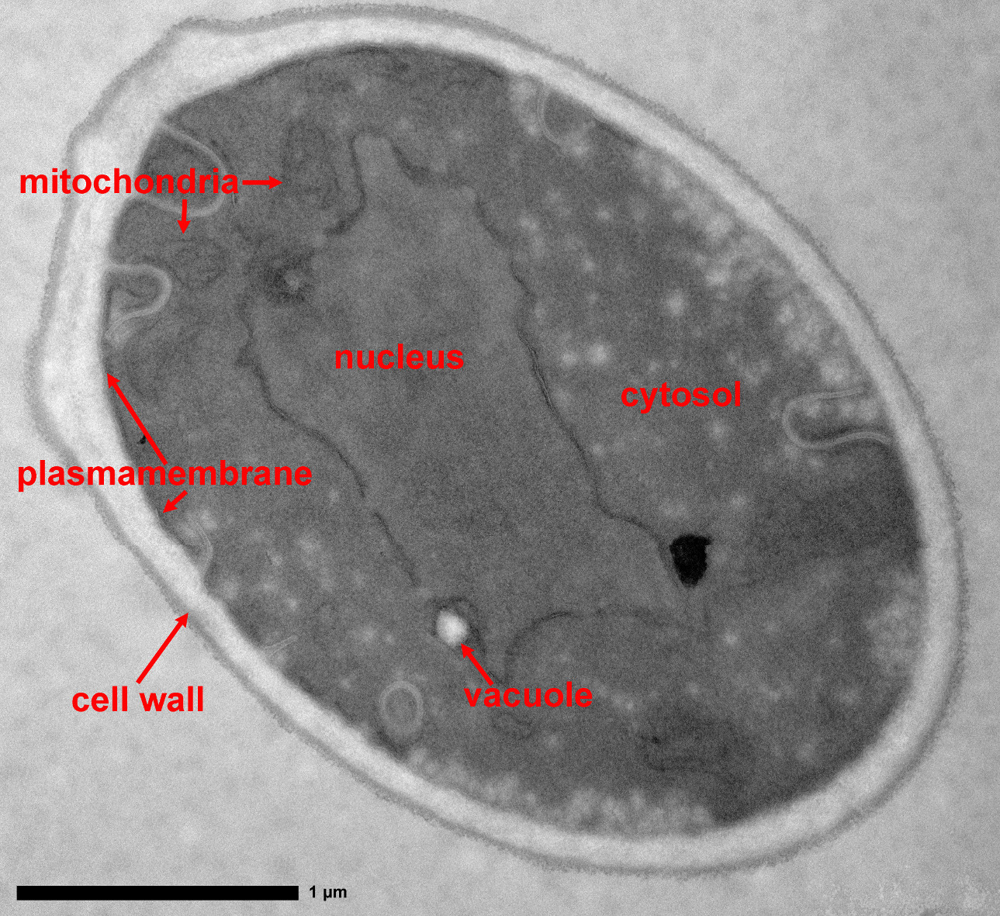 mitochondria
nucleus
cytosol
plasmamembrane
cell wall
vacuole
1 µm